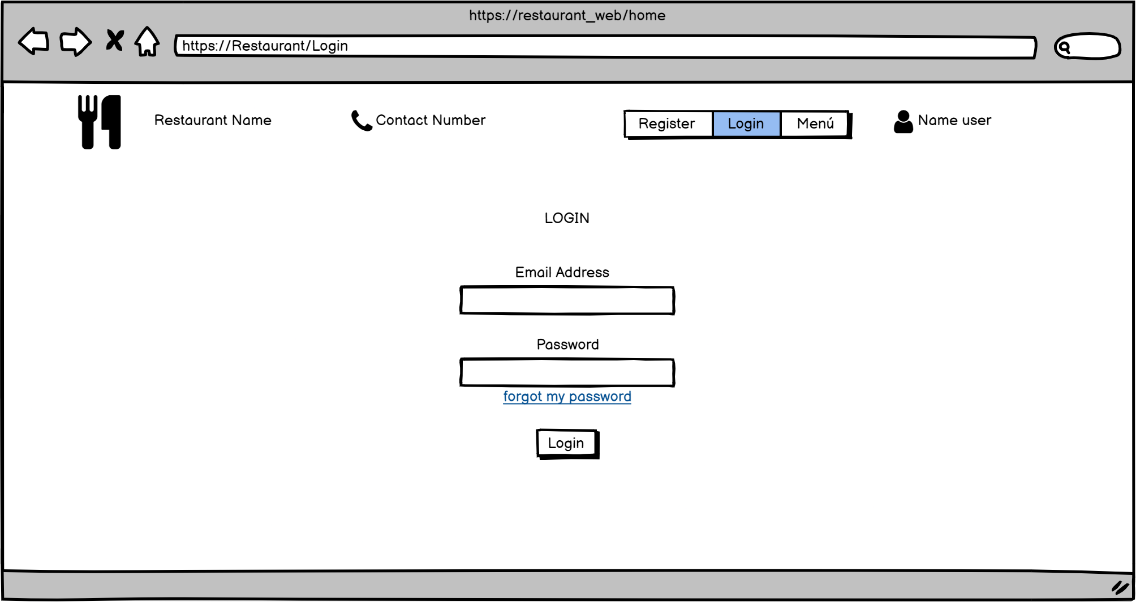 https://restaurant_web/home
https://Restaurant/Login
Restaurant Name
Contact Number
Register
Login
Menú
Name user
LOGIN
Email Address
Password
forgot my password
Login